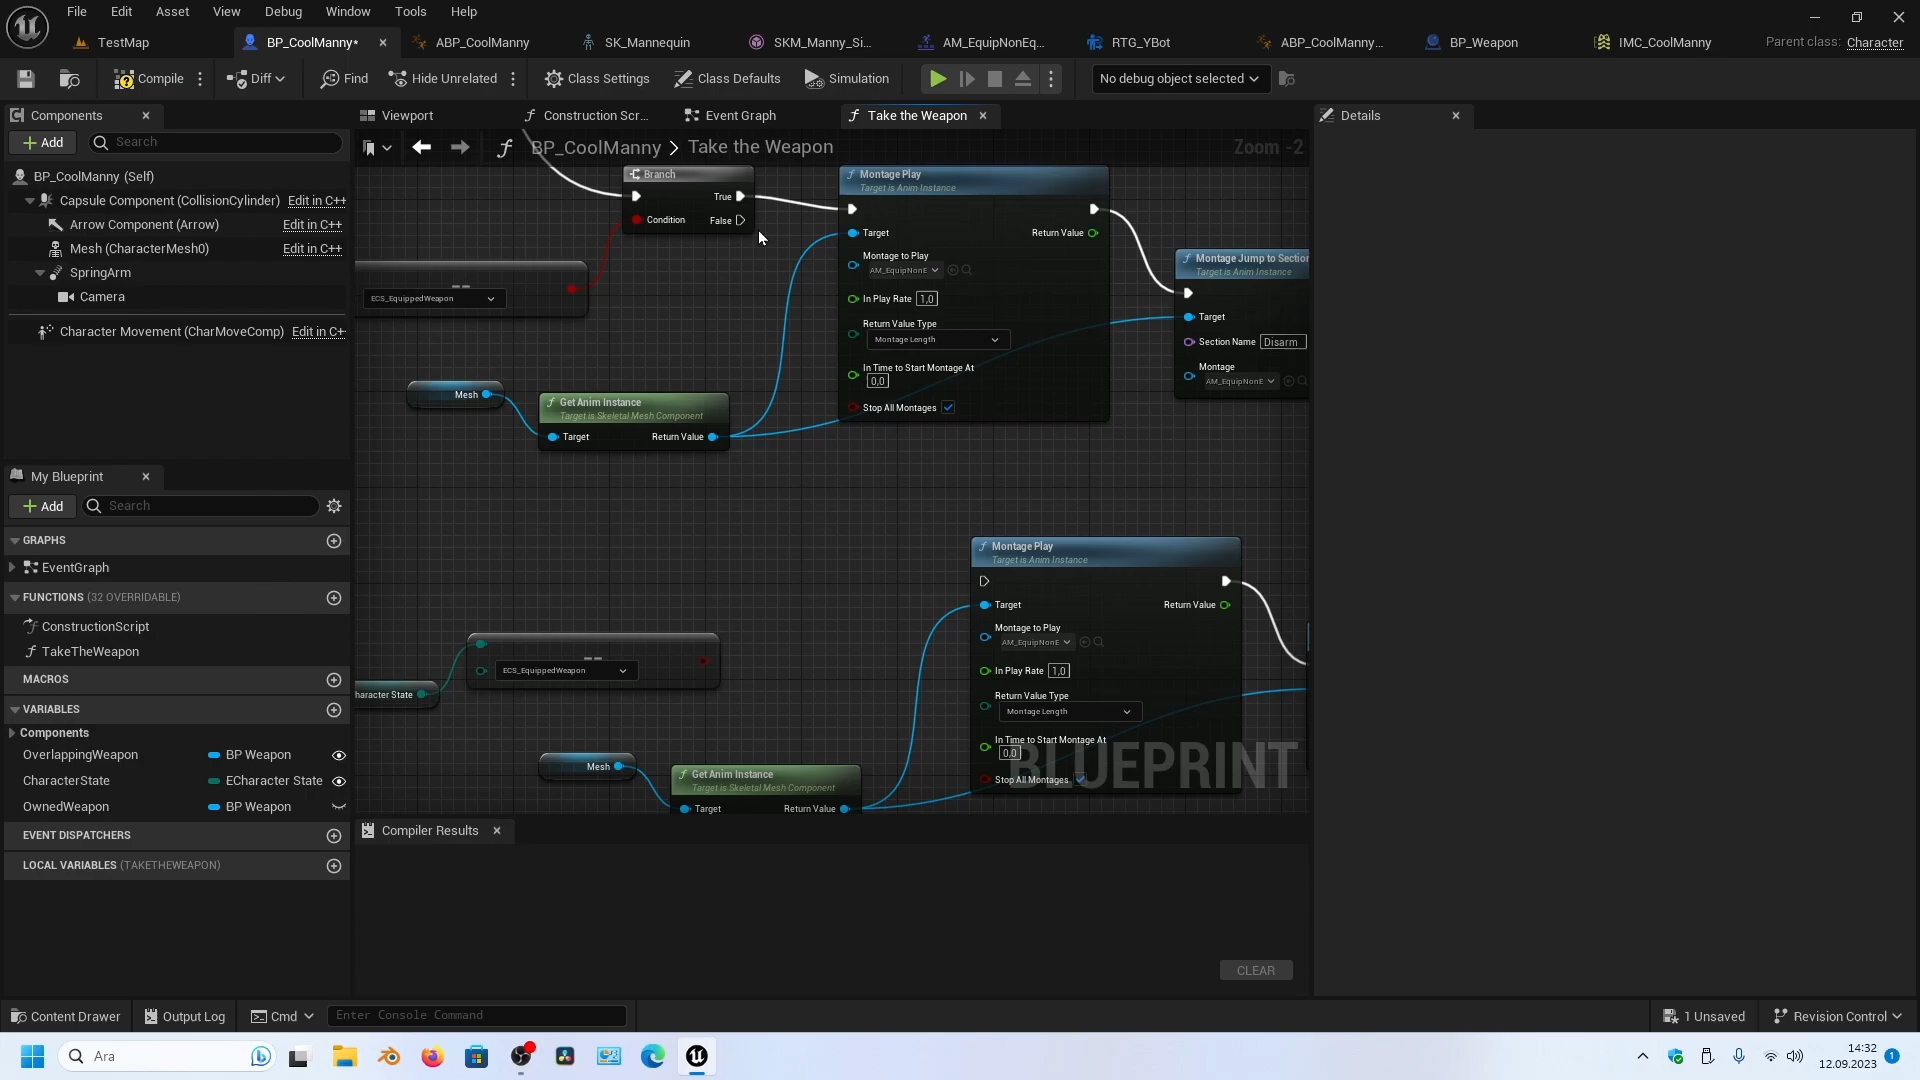 File Edit Asset View Debug Window Tools Help
TestMap BP_CoolManny* ABP_CoolManny SK_Mannequin SKM_Manny_Si... AM_EquipNonEq... RTG_YBot ABP_CoolManny... BP_Weapon IMC_CoolManny Parent class: Character
Compile Diff Find Hide Unrelated Class Settings Class Defaults Simulation No debug object selected
Components
Add Search
BP_CoolManny (Self)
Capsule Component (CollisionCylinder) Edit in C++
Arrow Component (Arrow) Edit in C++
Mesh (CharacterMesh0) Edit in C++
SpringArm
Camera
Character Movement (CharMoveComp) Edit in C+
My Blueprint
Add Search
GRAPHS
EventGraph
FUNCTIONS (32 OVERRIDABLE)
ConstructionScript
TakeTheWeapon
MACROS
VARIABLES
Components
OverlappingWeapon BP Weapon
CharacterState ECharacter State
OwnedWeapon BP Weapon
EVENT DISPATCHERS
LOCAL VARIABLES (TAKETHEWEAPON)
Viewport Construction Scr... Event Graph Take the Weapon
BP_CoolManny > Take the Weapon Zoom -2
Branch
True
Condition False
ECS_EquippedWeapon
==
Mesh
Get Anim Instance
Target is Skeletal Mesh Component
Target Return Value
Montage Play
Target is Anim Instance
Target Return Value
Montage to Play
AM_EquipNonE
In Play Rate 1,0
Return Value Type
Montage Length
In Time to Start Montage At
0,0
Stop All Montages
Montage Jump to Section
Target is Anim Instance
Target
Section Name Disarm
Montage
AM_EquipNonE
haracter State
==
ECS_EquippedWeapon
Mesh
Get Anim Instance
Target is Skeletal Mesh Component
Target Return Value
Montage Play
Target is Anim Instance
Target Return Value
Montage to Play
AM_EquipNonE
In Play Rate 1,0
Return Value Type
Montage Length
In Time to Start Montage At
0,0
Stop All Montages
BLUEPRINT
Compiler Results
CLEAR
Details
Content Drawer Output Log Cmd Enter Console Command 1 Unsaved Revision Control
Ara
14:32
12.09.2023
1